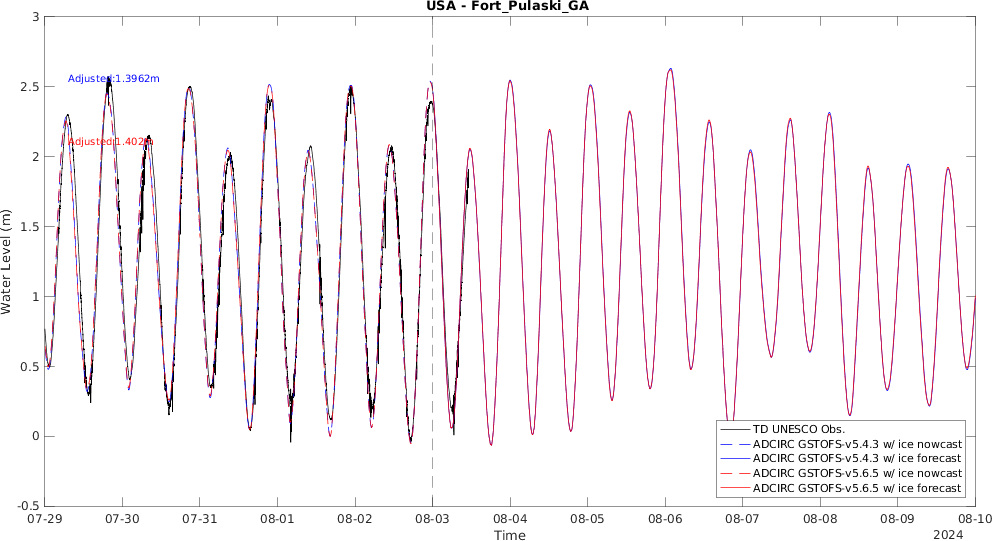 USA - Fort_Pulaski_GA
3
2.5
2
1.5
1
0.5
0
-0.5
Water Level (m)
Adjusted:1.3962m
Adjusted:1.402m
TD UNESCO Obs.
ADCIRC GSTOFS-v5.4.3 w/ ice nowcast
ADCIRC GSTOFS-v5.4.3 w/ ice forecast
ADCIRC GSTOFS-v5.6.5 w/ ice nowcast
ADCIRC GSTOFS-v5.6.5 w/ ice forecast
07-29 07-30 07-31 08-01 08-02 08-03 08-04 08-05 08-06 08-07 08-08 08-09 08-10
Time
2024